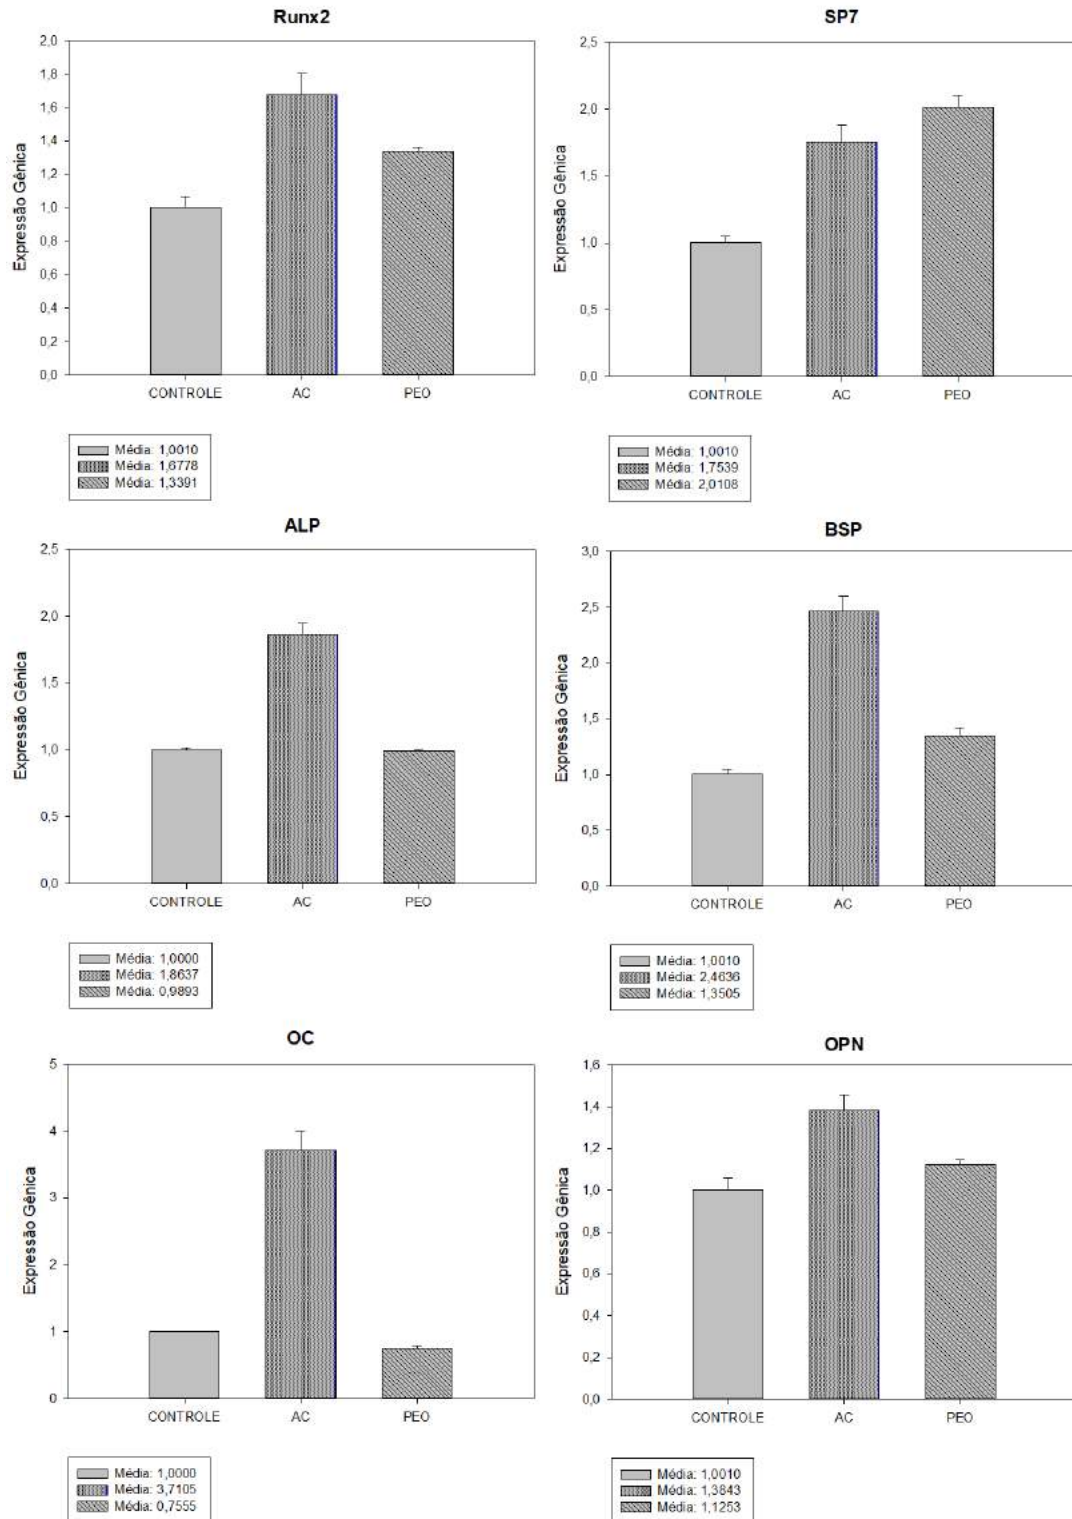 Runx2
2,0
1,8
1,6
1,4
1,2
1,0
0,8
0,6
0,4
0,2
0,0
Expressão Gênica
CONTROLE AC PEO
Média: 1,0010
Média: 1,6778
Média: 1,3391
SP7
2,5
2,0
1,5
1,0
0,5
0,0
Expressão Gênica
CONTROLE AC PEO
Média: 1,0010
Média: 1,7539
Média: 2,0108
ALP
2,5
2,0
1,5
1,0
0,5
0,0
Expressão Gênica
CONTROLE AC PEO
Média: 1,0000
Média: 1,8637
Média: 0,9893
BSP
3,0
2,5
2,0
1,5
1,0
0,5
0,0
Expressão Gênica
CONTROLE AC PEO
Média: 1,0010
Média: 2,4636
Média: 1,3505
OC
5
4
3
2
1
0
Expressão Gênica
CONTROLE AC PEO
Média: 1,0000
Média: 3,7105
Média: 0,7555
OPN
1,6
1,4
1,2
1,0
0,8
0,6
0,4
0,2
0,0
Expressão Gênica
CONTROLE AC PEO
Média: 1,0010
Média: 1,3843
Média: 1,1253